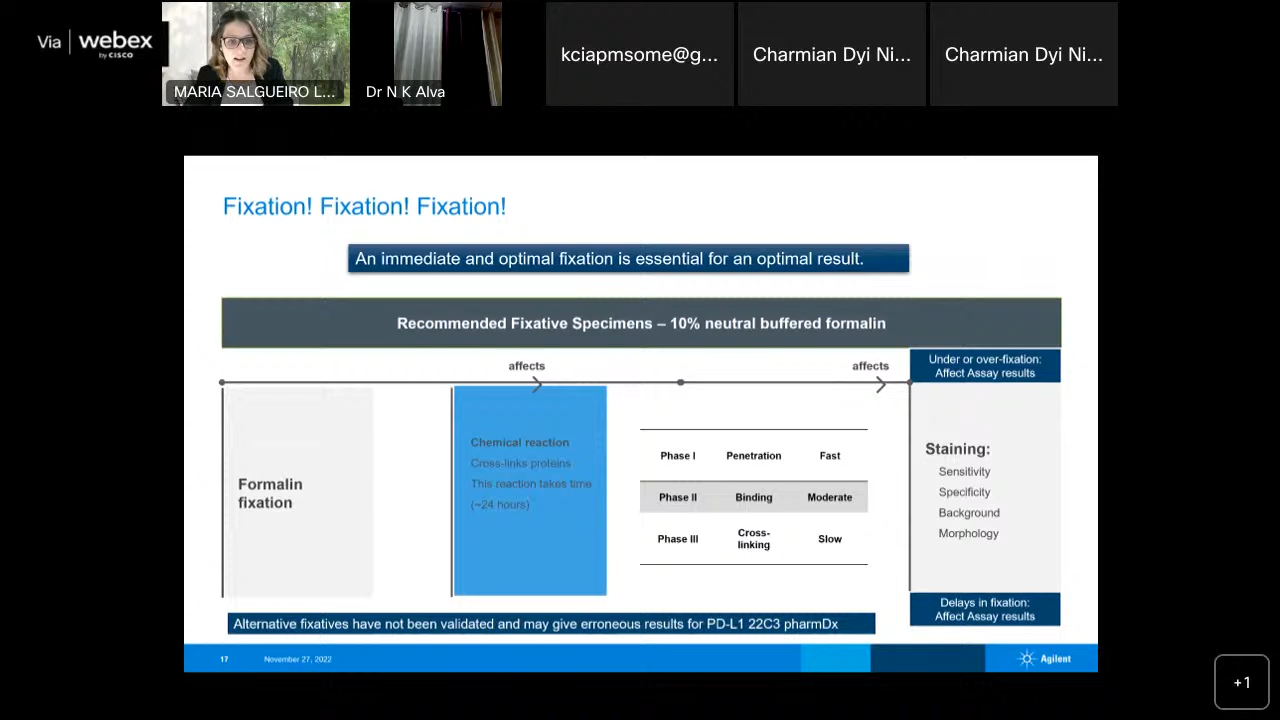 Via webex
by CISCO
MARIA SALGUEIRO L...
Dr N K Alva
kciapmsome@g...
Charmian Dyi Ni...
Charmian Dyi Ni...
Fixation! Fixation! Fixation!
An immediate and optimal fixation is essential for an optimal result.
Recommended Fixative Specimens – 10% neutral buffered formalin
affects
affects
Under or over-fixation:
Affect Assay results
Formalin
fixation
Chemical reaction
Cross-links proteins
This reaction takes time
(~24 hours)
Phase I Penetration Fast
Phase II Binding Moderate
Phase III Cross-
linking Slow
Staining:
Sensitivity
Specificity
Background
Morphology
Delays in fixation:
Affect Assay results
Alternative fixatives have not been validated and may give erroneous results for PD-L1 22C3 pharmDx
17 November 27, 2022
Agilent
+1